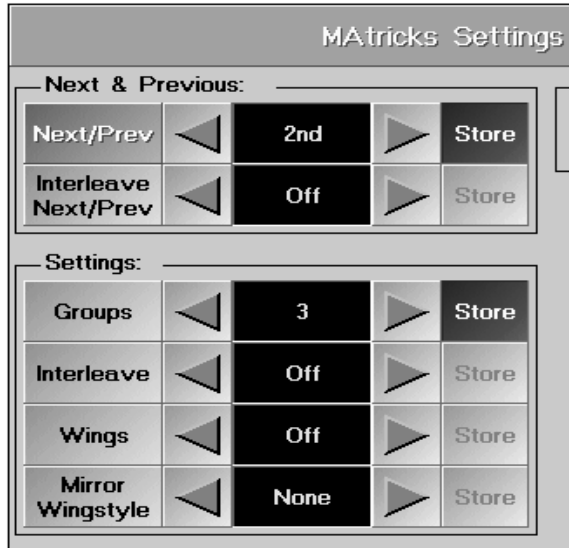 MAtricks Settings
Next & Previous:
Next/Prev 2nd Store
Interleave
Next/Prev Off Store
Settings:
Groups 3 Store
Interleave Off Store
Wings Off Store
Mirror
Wingstyle None Store